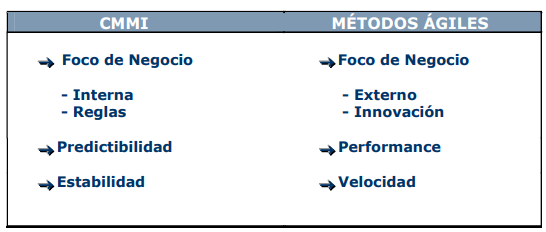 CMMI
MÉTODOS ÁGILES
Foco de Negocio
- Interna
- Reglas
Predictibilidad
Estabilidad
Foco de Negocio
- Externo
- Innovación
Performance
Velocidad